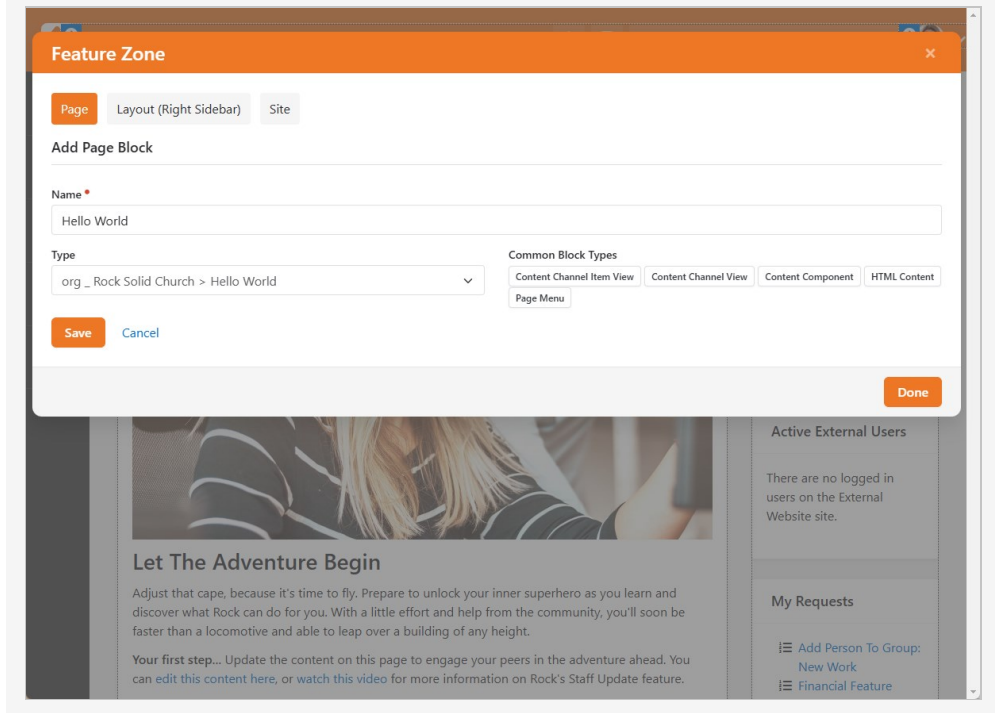 Feature Zone
Page
Layout (Right Sidebar)
Site
Add Page Block
Name
Hello World
Type
org _ Rock Solid Church > Hello World
Common Block Types
Content Channel Item View
Content Channel View
Content Component
HTML Content
Page Menu
Save
Cancel
Done
Let The Adventure Begin
Adjust that cape, because it's time to fly. Prepare to unlock your inner superhero as you learn and
discover what Rock can do for you. With a little effort and help from the community, you'll soon be
faster than a locomotive and able to leap over a building of any height.
Your first step... Update the content on this page to engage your peers in the adventure ahead. You
can edit this content here, or watch this video for more information on Rock's Staff Update feature.
Active External Users
There are no logged in
users on the External
Website site.
My Requests
Add Person To Group:
New Work
Financial Feature